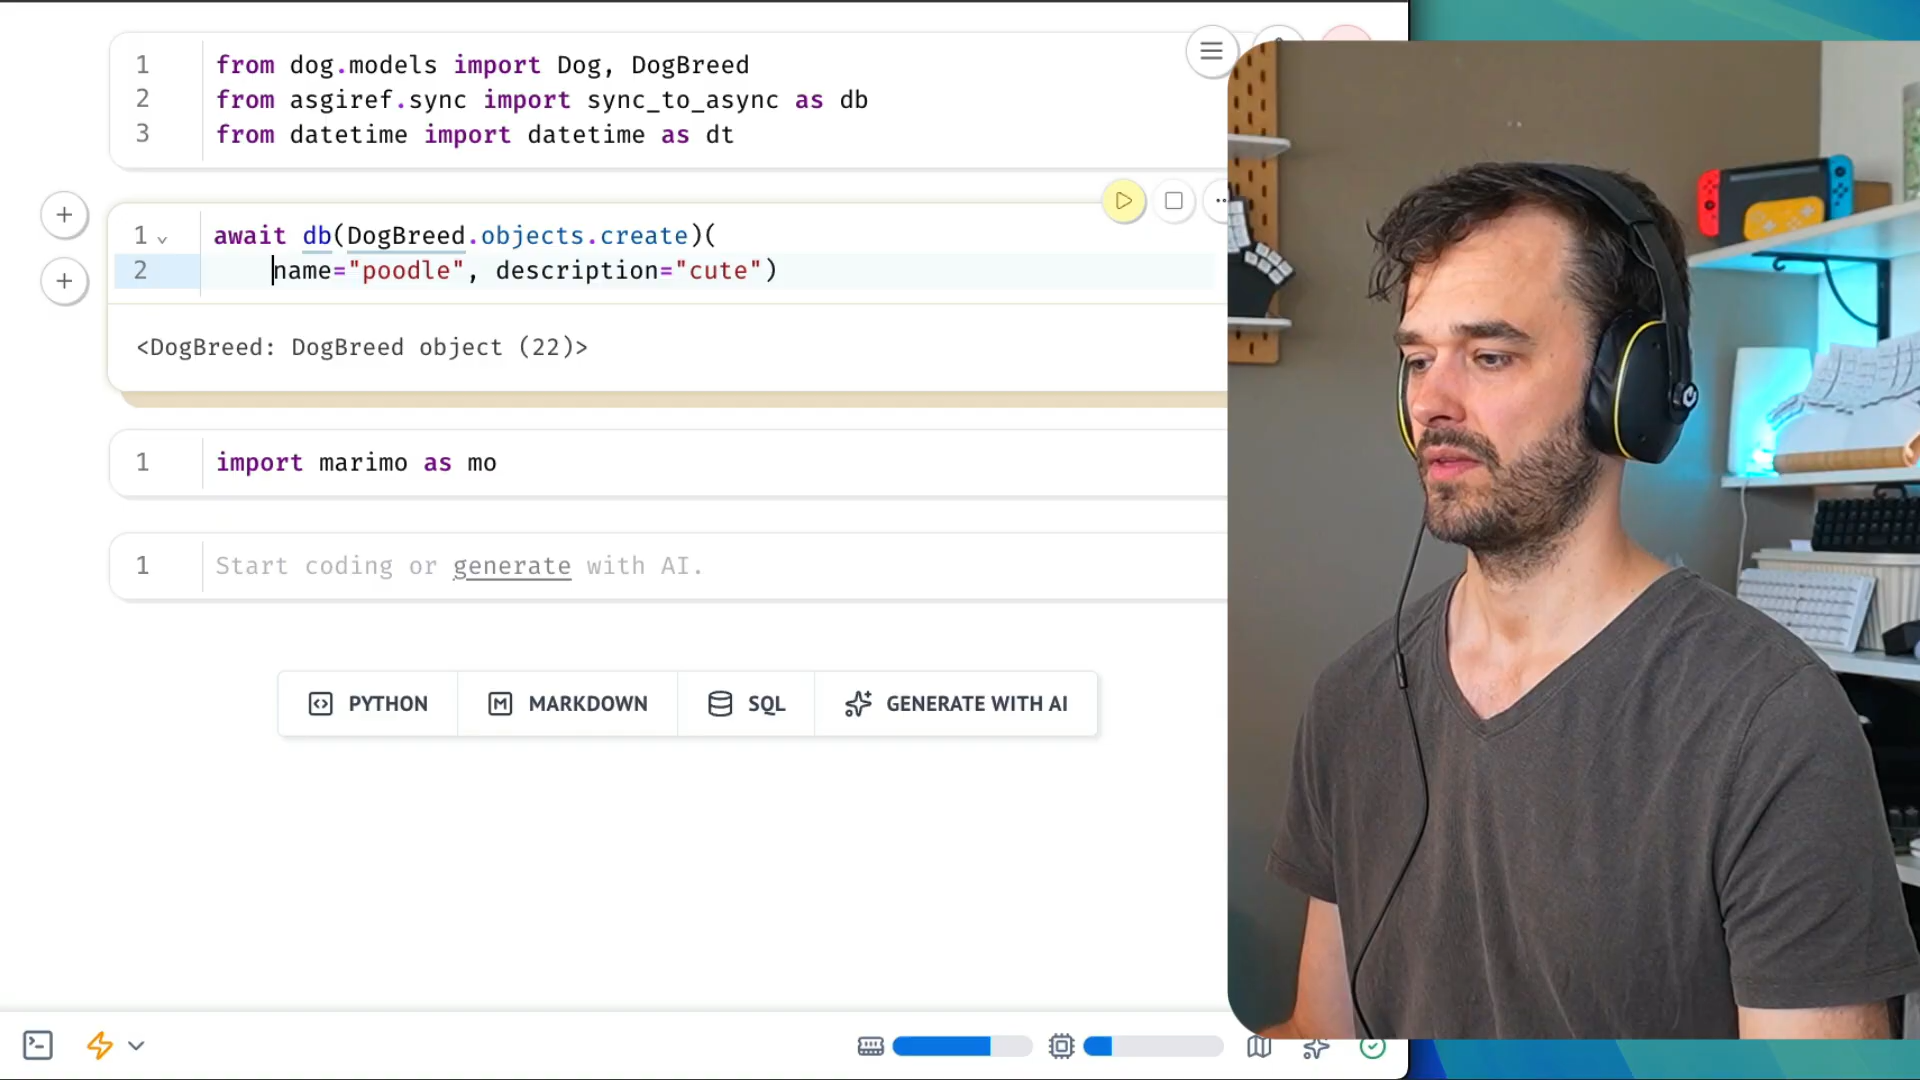 1 from dog.models import Dog, DogBreed
2 from asgiref.sync import sync_to_async as db
3 from datetime import datetime as dt
1 await db(DogBreed.objects.create)(
2 name="poodle", description="cute")
<DogBreed: DogBreed object (22)>
1 import marimo as mo
1 Start coding or generate with AI.
PYTHON MARKDOWN SQL GENERATE WITH AI